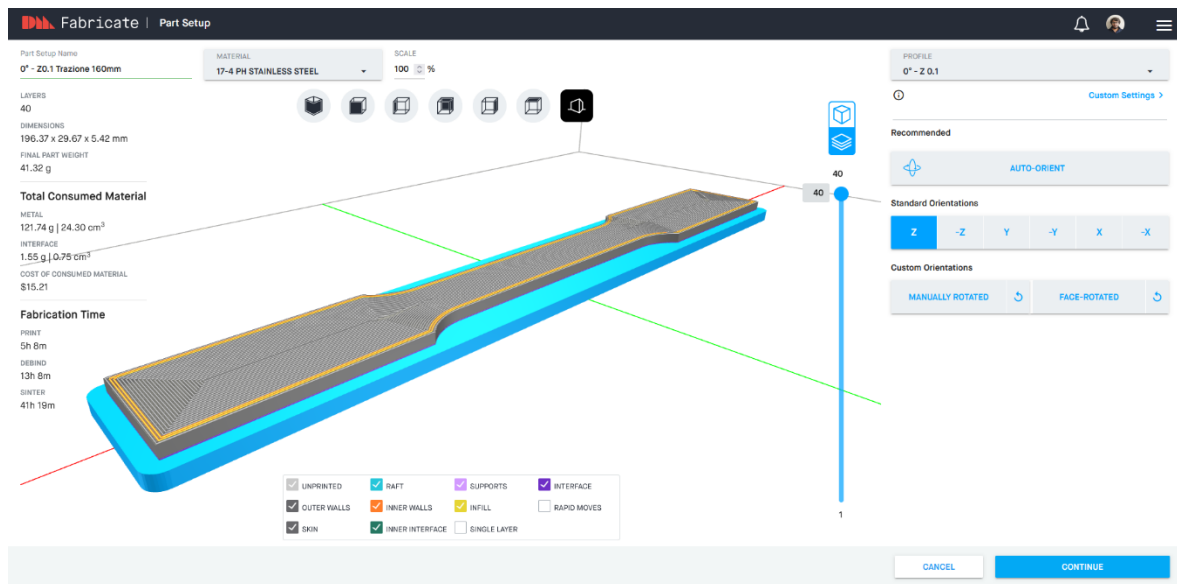 DM. Fabricate | Part Setup
Part Setup Name
0° - Z0.1 Trazione 160mm
MATERIAL
17-4 PH STAINLESS STEEL
SCALE
100 %
LAYERS
40
DIMENSIONS
196.37 x 29.67 x 5.42 mm
FINAL PART WEIGHT
41.32 g
Total Consumed Material
METAL
121.74 g | 24.30 cm³
INTERFACE
1.55 g | 0.75 cm³
COST OF CONSUMED MATERIAL
$15.21
Fabrication Time
PRINT
5h 8m
DEBIND
13h 8m
SINTER
41h 19m
40
40
1
UNPRINTED
RAFT
SUPPORTS
INTERFACE
OUTER WALLS
INNER WALLS
INFILL
RAPID MOVES
SKIN
INNER INTERFACE
SINGLE LAYER
PROFILE
0° - Z 0.1
Custom Settings >
Recommended
AUTO-ORIENT
Standard Orientations
Z
-Z
Y
-Y
X
-X
Custom Orientations
MANUALLY ROTATED
FACE-ROTATED
CANCEL
CONTINUE